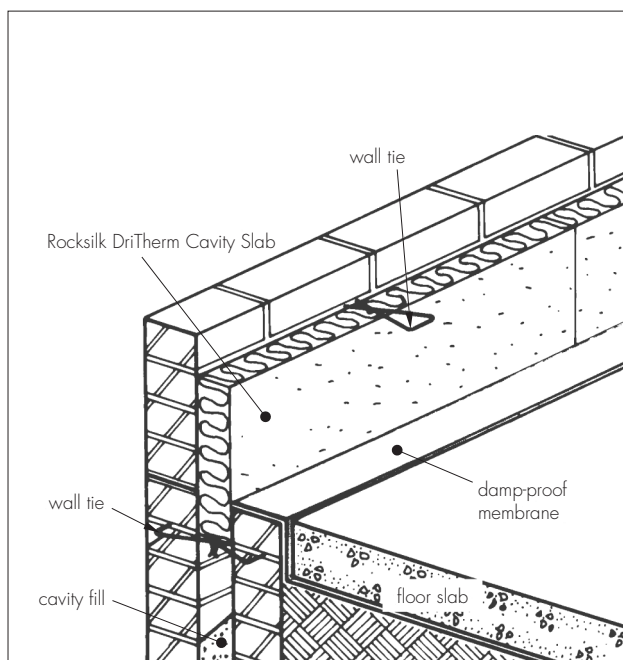 wall tie
Rocksilk DriTherm Cavity Slab
damp-proof
membrane
wall tie
floor slab
cavity fill